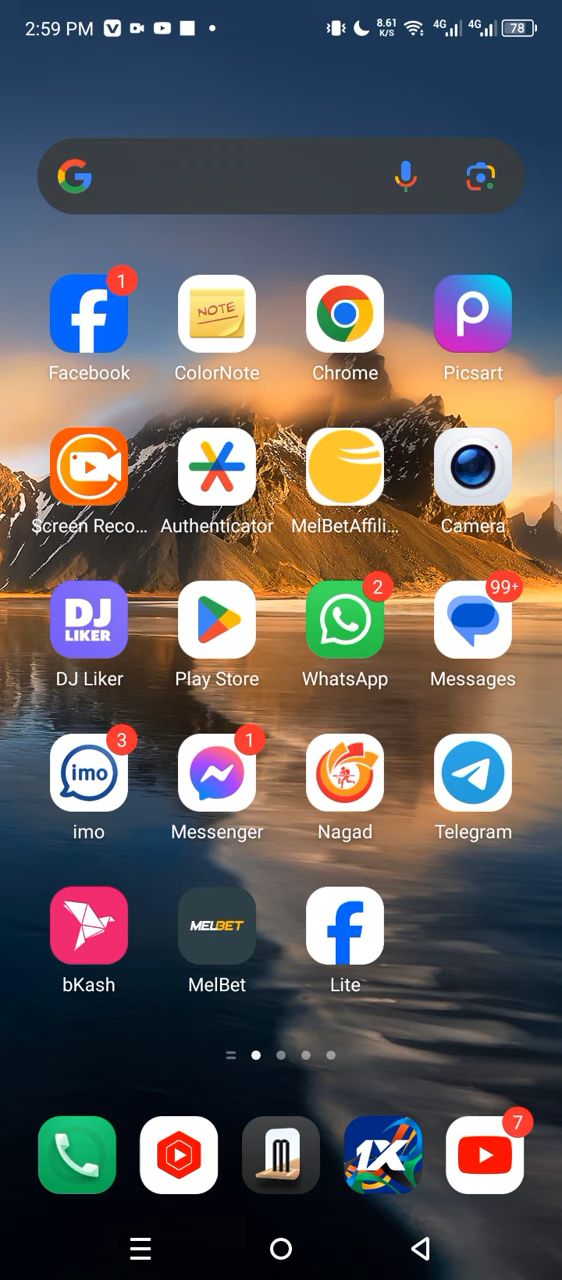 2:59 PM
8.61
K/S
4G
4G
78
1
Facebook
NOTE
ColorNote
Chrome
Picsart
Screen Reco...
Authenticator
MelBetAffili...
Camera
DJ
LIKER
DJ Liker
Play Store
2
WhatsApp
99+
Messages
imo
3
imo
1
Messenger
Nagad
Telegram
bKash
MELBET
MelBet
Lite
1X
7